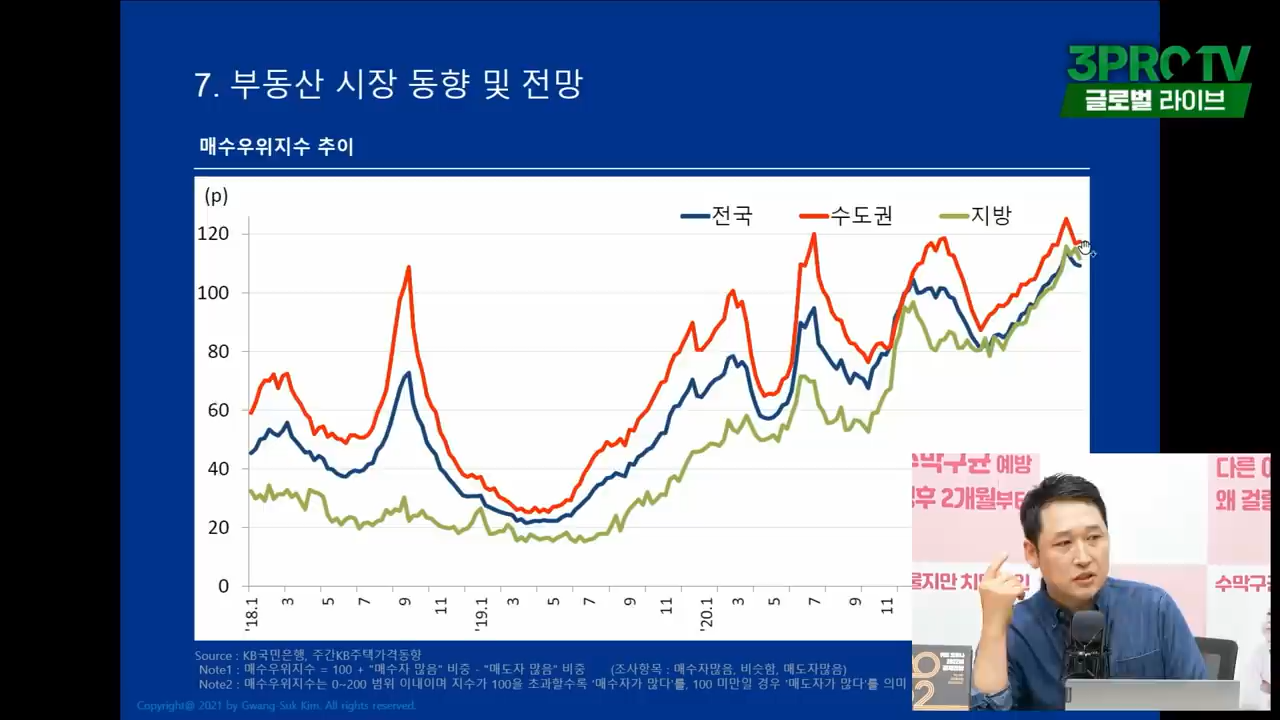 3PRO TV
글로벌 라이브
7. 부동산 시장 동향 및 전망
매수우위지수 추이
(p)
전국 수도권 지방
120
100
80
60
40
20
0
'18.1 3 5 7 9 11 '19.1 3 5 7 9 11 '20.1 3 5 7 9 11
Source : KB국민은행, 주간KB주택가격동향
Note1 : 매수우위지수 = 100 + "매수자 많음" 비중 - "매도자 많음" 비중 (조사항목 : 매수자많음, 비슷함, 매도자많음)
Note2 : 매수우위지수는 0~200 범위 이내이며 지수가 100을 초과할수록 '매수자가 많다'를, 100 미만일 경우 '매도자가 많다'를 의미
Copyright@ 2021 by Gwang-Suk Kim. All rights reserved.
수막구균 예방
2개월부터
다른
왜 걸릴
수막구균